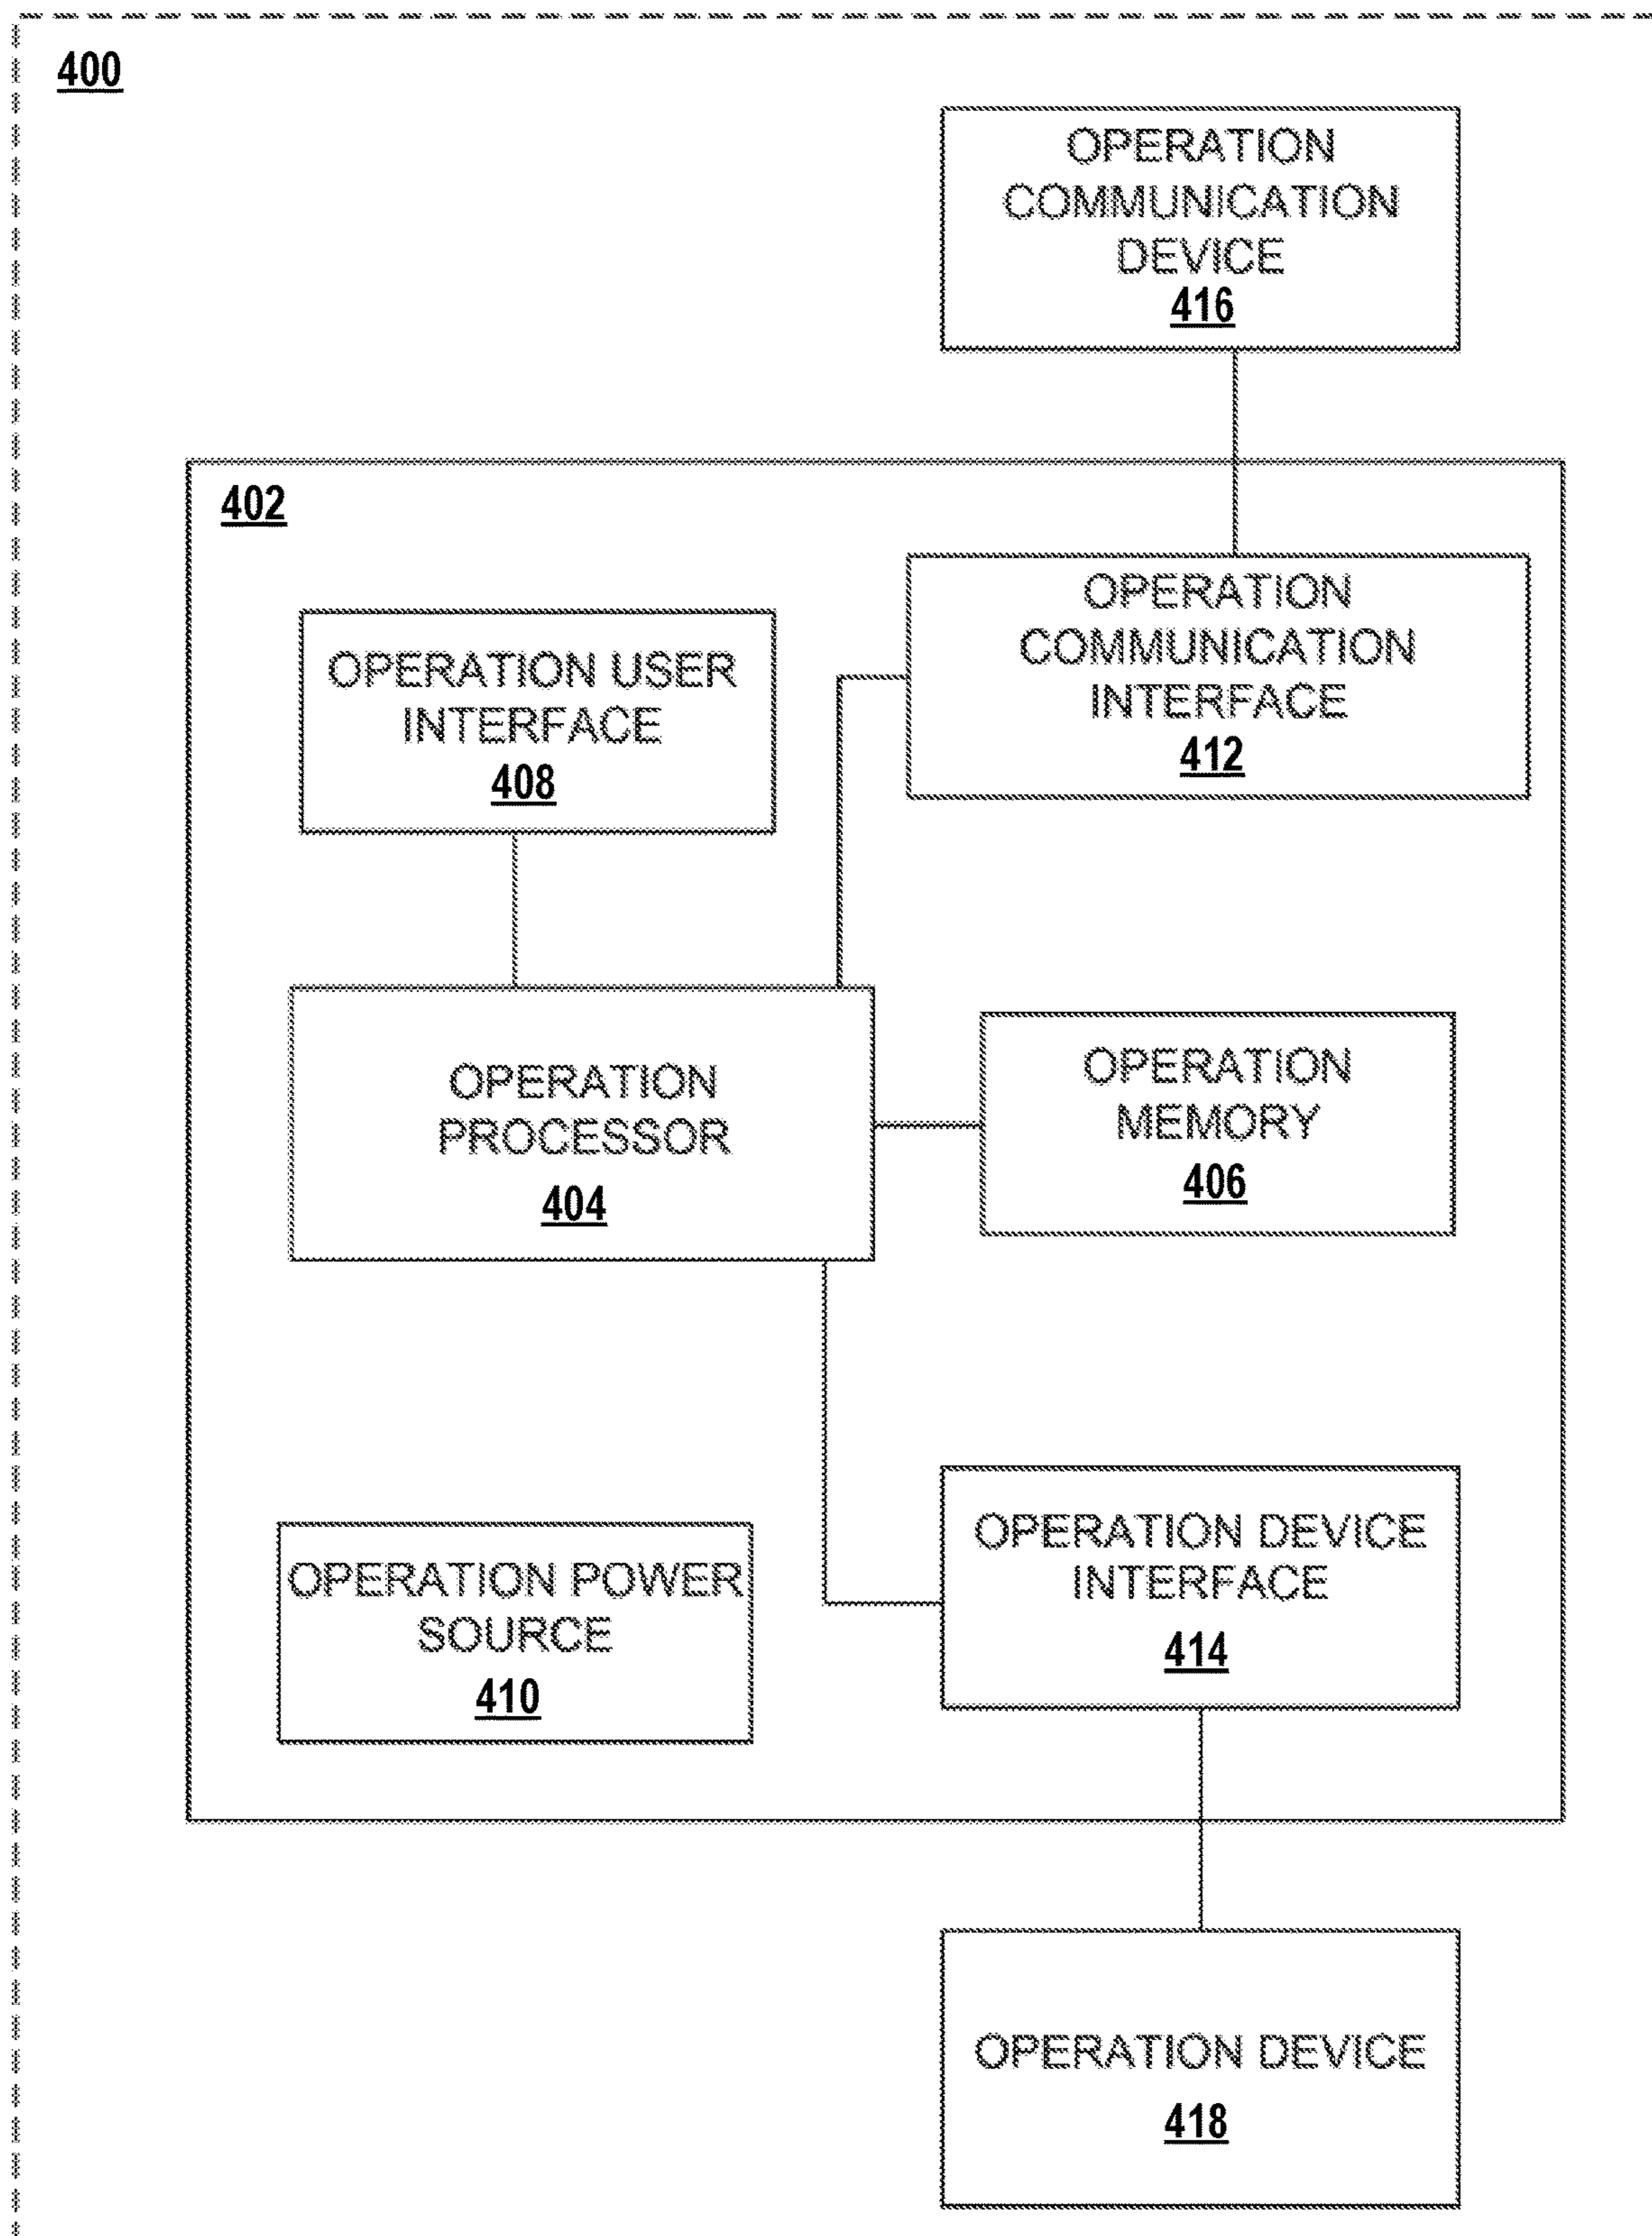 400
OPERATION
COMMUNICATION
DEVICE
416
402
OPERATION
COMMUNICATION
INTERFACE
412
OPERATION USER
INTERFACE
408
OPERATION
PROCESSOR
404
OPERATION
MEMORY
406
OPERATION DEVICE
INTERFACE
414
OPERATION POWER
SOURCE
410
OPERATION DEVICE
418